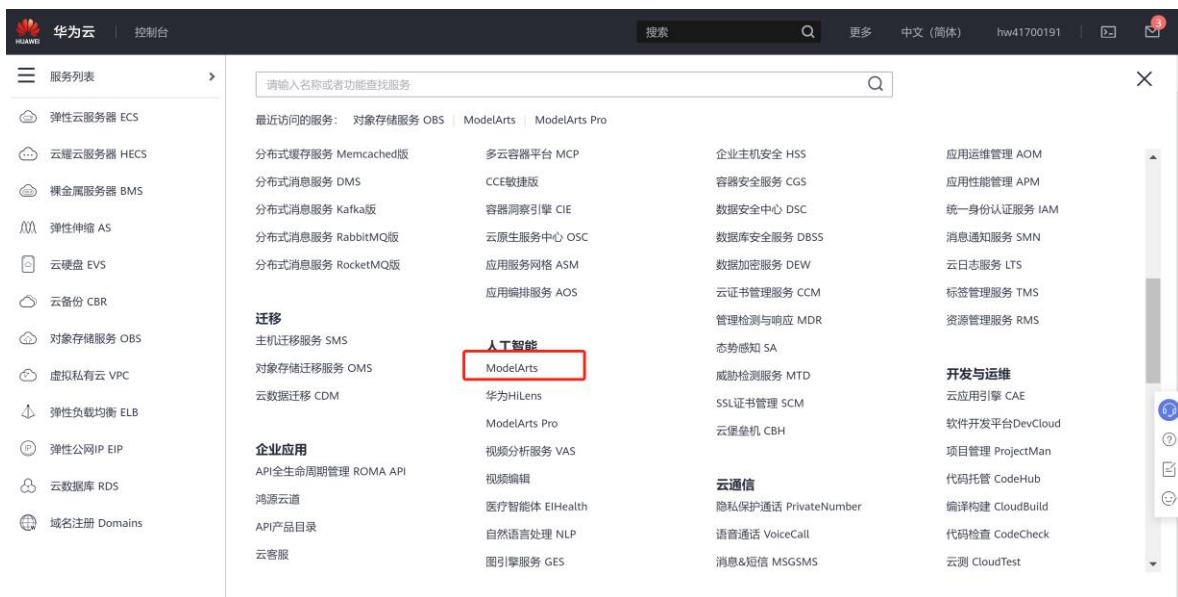 HUAWEI 华为云 控制台 搜索 更多 中文 (简体) hw41700191 3
服务列表
请输入名称或者功能查找服务
最近访问的服务： 对象存储服务 OBS ModelArts ModelArts Pro
弹性云服务器 ECS
云耀云服务器 HECS
裸金属服务器 BMS
弹性伸缩 AS
云硬盘 EVS
云备份 CBR
对象存储服务 OBS
虚拟私有云 VPC
弹性负载均衡 ELB
弹性公网IP EIP
云数据库 RDS
域名注册 Domains
分布式缓存服务 Memcached版
分布式消息服务 DMS
分布式消息服务 Kafka版
分布式消息服务 RabbitMQ版
分布式消息服务 RocketMQ版
迁移
主机迁移服务 SMS
对象存储迁移服务 OMS
云数据迁移 CDM
企业应用
API全生命周期管理 ROMA API
鸿源云道
API产品目录
云客服
多云容器平台 MCP
CCE敏捷版
容器洞察引擎 CIE
云原生服务中心 OSC
应用服务网格 ASM
应用编排服务 AOS
人工智能
ModelArts
华为HiLens
ModelArts Pro
视频分析服务 VAS
视频编辑
医疗智能体 EIHealth
自然语言处理 NLP
图引擎服务 GES
企业主机安全 HSS
容器安全服务 CGS
数据安全中心 DSC
数据库安全服务 DBSS
数据加密服务 DEW
云证书管理服务 CCM
管理检测与响应 MDR
态势感知 SA
威胁检测服务 MTD
SSL证书管理 SCM
云堡垒机 CBH
云通信
隐私保护通话 PrivateNumber
语音通话 VoiceCall
消息&短信 MSGSMS
应用运维管理 AOM
应用性能管理 APM
统一身份认证服务 IAM
消息通知服务 SMN
云日志服务 LTS
标签管理服务 TMS
资源管理服务 RMS
开发与运维
云应用引擎 CAE
软件开发平台DevCloud
项目管理 ProjectMan
代码托管 CodeHub
编译构建 CloudBuild
代码检查 CodeCheck
云测 CloudTest